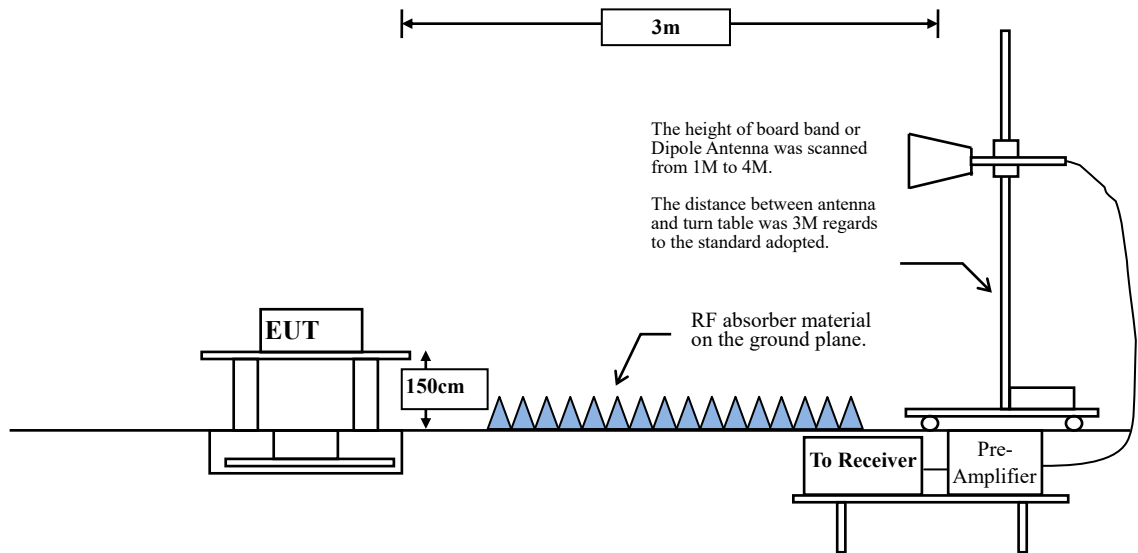 3m
The height of board band or
Dipole Antenna was scanned
from 1M to 4M.
The distance between antenna
and turn table was 3M regards
to the standard adopted.
RF absorber material
on the ground plane.
EUT
150cm
To Receiver
Pre-
Amplifier